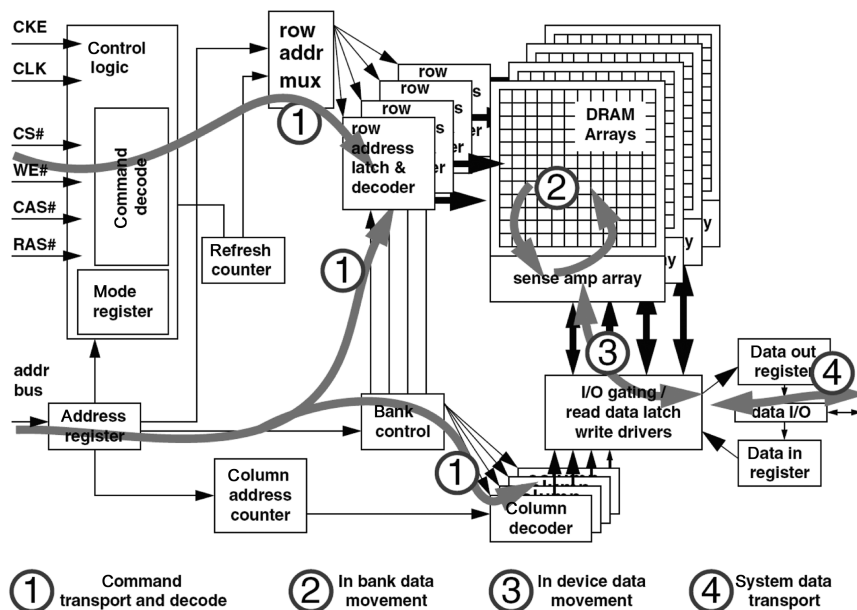 CKE
CLK
CS#
WE#
CAS#
RAS#
Control
logic
Command
decode
Mode
register
row
addr
mux
1
Refresh
counter
row
row
row
row
address
latch &
decoder
s
s
er
DRAM
Arrays
2
sense amp array
y
y
y
1
3
addr
bus
Address
register
Bank
control
Column
address
counter
1
Column
decoder
I/O gating /
read data latch
write drivers
Data out
register
4
data I/O
Data in
register
1 Command
transport and decode
2 In bank data
movement
3 In device data
movement
4 System data
transport